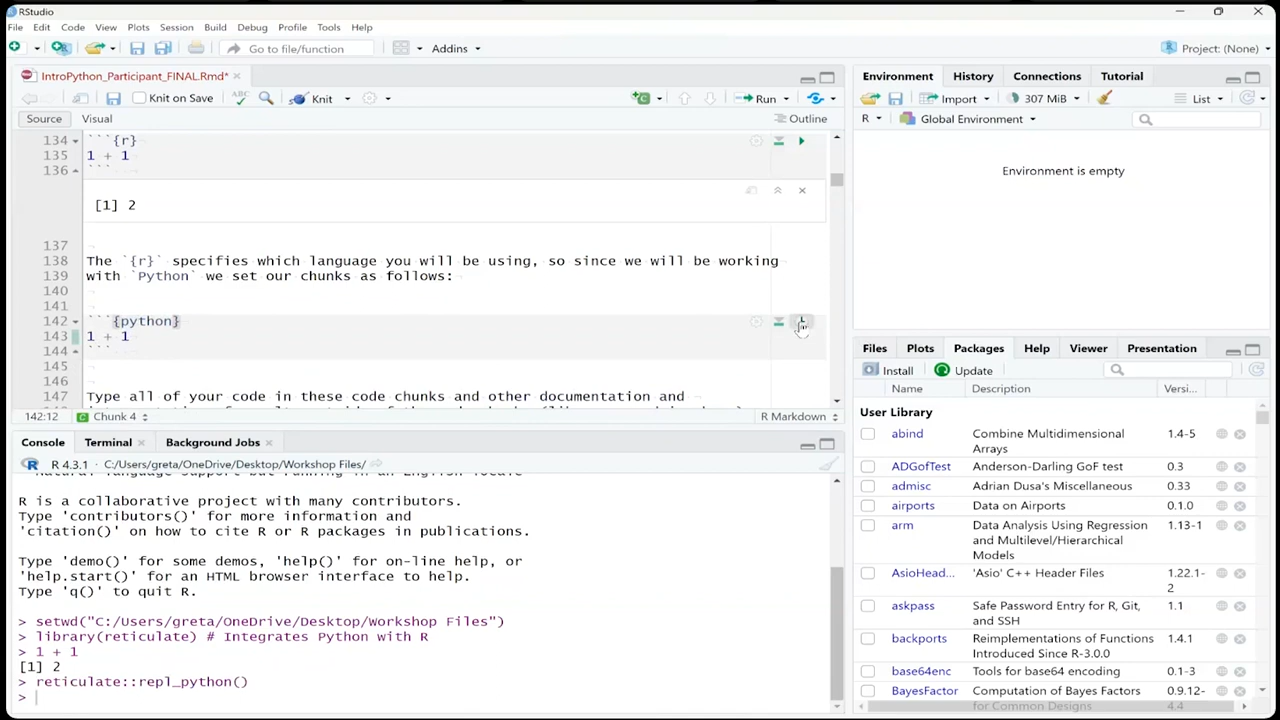 RStudio
File Edit Code View Plots Session Build Debug Profile Tools Help
Go to file/function Addins Project: (None)
IntroPython_Participant_FINAL.Rmd*
Knit on Save ABC Knit Run
Source Visual Outline
134 ```{r}
135 1 + 1
136 ```
[1] 2
137
138 The `{r}` specifies which language you will be using, so since we will be working
139 with `Python` we set our chunks as follows:
140
141
142 ```{python}
143 1 + 1
144 ```
145
146
147 Type all of your code in these code chunks and other documentation and
142:12 Chunk 4 R Markdown
Console Terminal Background Jobs
R 4.3.1 · C:/Users/greta/OneDrive/Desktop/Workshop Files/
Natural language support but running in an English locale
R is a collaborative project with many contributors.
Type 'contributors()' for more information and
'citation()' on how to cite R or R packages in publications.
Type 'demo()' for some demos, 'help()' for on-line help, or
'help.start()' for an HTML browser interface to help.
Type 'q()' to quit R.
> setwd("C:/Users/greta/OneDrive/Desktop/Workshop Files")
> library(reticulate) # Integrates Python with R
> 1 + 1
[1] 2
> reticulate::repl_python()
>
Environment History Connections Tutorial
Import 307 MiB List
R Global Environment
Environment is empty
Files Plots Packages Help Viewer Presentation
Install Update
Name Description Versi...
User Library
abind Combine Multidimensional Arrays 1.4-5
ADGofTest Anderson-Darling GoF test 0.3
admisc Adrian Dusa's Miscellaneous 0.33
airports Data on Airports 0.1.0
arm Data Analysis Using Regression and Multilevel/Hierarchical Models 1.13-1
AsioHead... 'Asio' C++ Header Files 1.22.1-2
askpass Safe Password Entry for R, Git, and SSH 1.1
backports Reimplementations of Functions Introduced Since R-3.0.0 1.4.1
base64enc Tools for base64 encoding 0.1-3
BayesFactor Computation of Bayes Factors for Common Designs 0.9.12-4.4